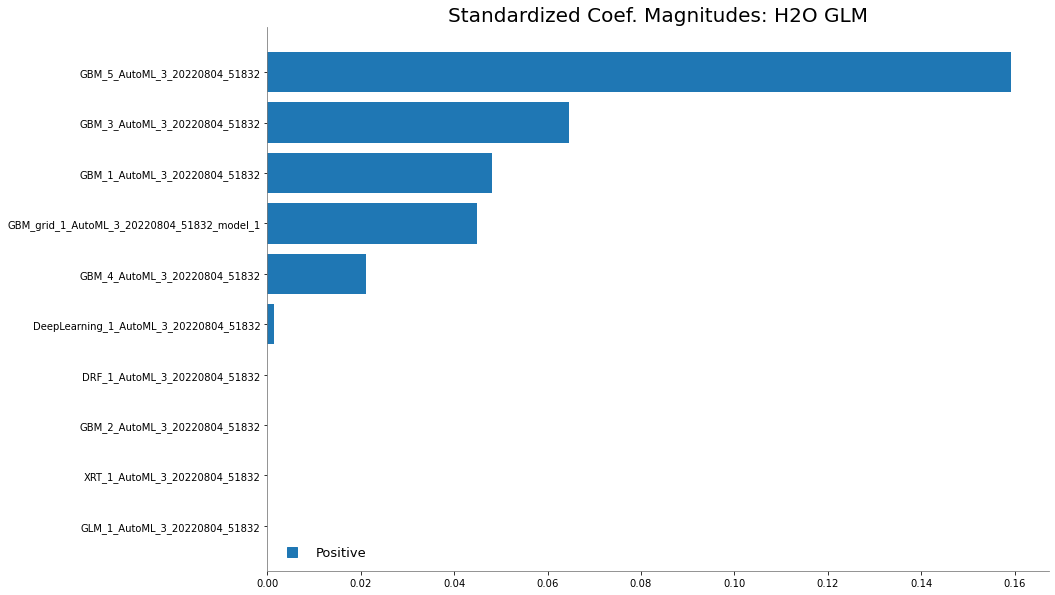 Standardized Coef. Magnitudes: H2O GLM
GBM_5_AutoML_3_20220804_51832
GBM_3_AutoML_3_20220804_51832
GBM_1_AutoML_3_20220804_51832
GBM_grid_1_AutoML_3_20220804_51832_model_1
GBM_4_AutoML_3_20220804_51832
DeepLearning_1_AutoML_3_20220804_51832
DRF_1_AutoML_3_20220804_51832
GBM_2_AutoML_3_20220804_51832
XRT_1_AutoML_3_20220804_51832
GLM_1_AutoML_3_20220804_51832
Positive
0.00 0.02 0.04 0.06 0.08 0.10 0.12 0.14 0.16